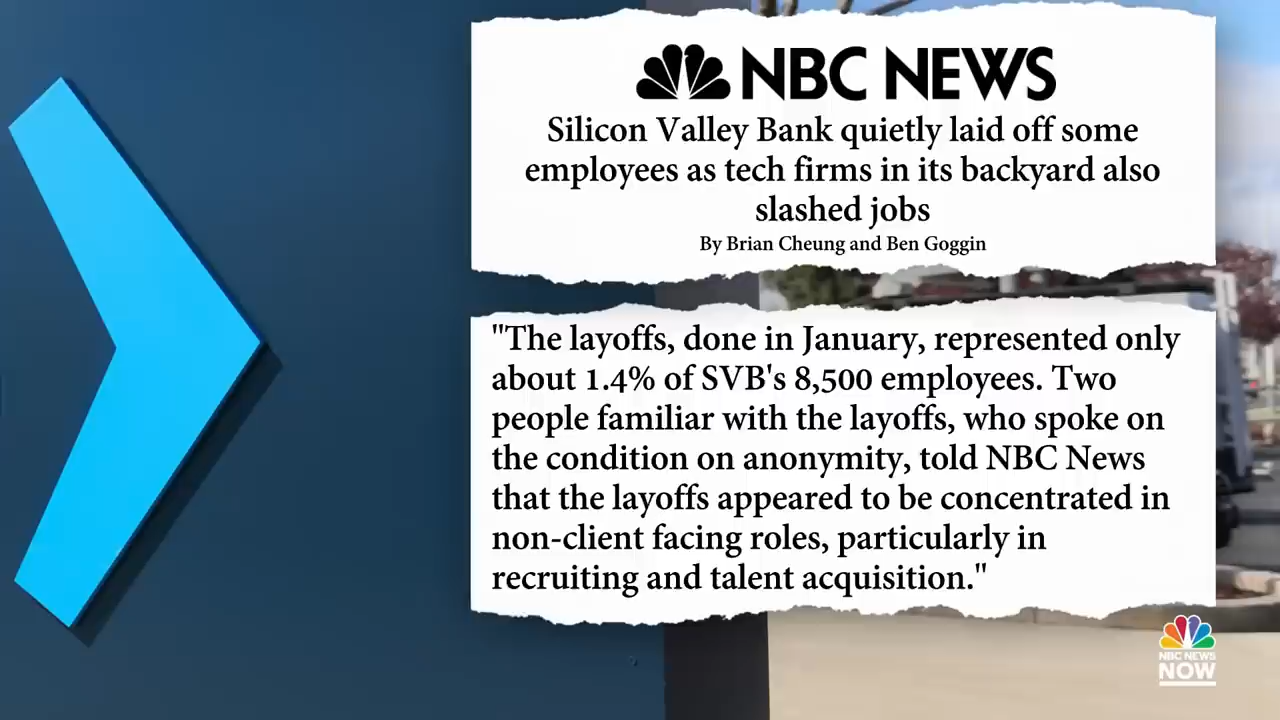 NBC NEWS
Silicon Valley Bank quietly laid off some
employees as tech firms in its backyard also
slashed jobs
By Brian Cheung and Ben Goggin
"The layoffs, done in January, represented only
about 1.4% of SVB's 8,500 employees. Two
people familiar with the layoffs, who spoke on
the condition on anonymity, told NBC News
that the layoffs appeared to be concentrated in
non-client facing roles, particularly in
recruiting and talent acquisition."
NBC NEWS
NOW